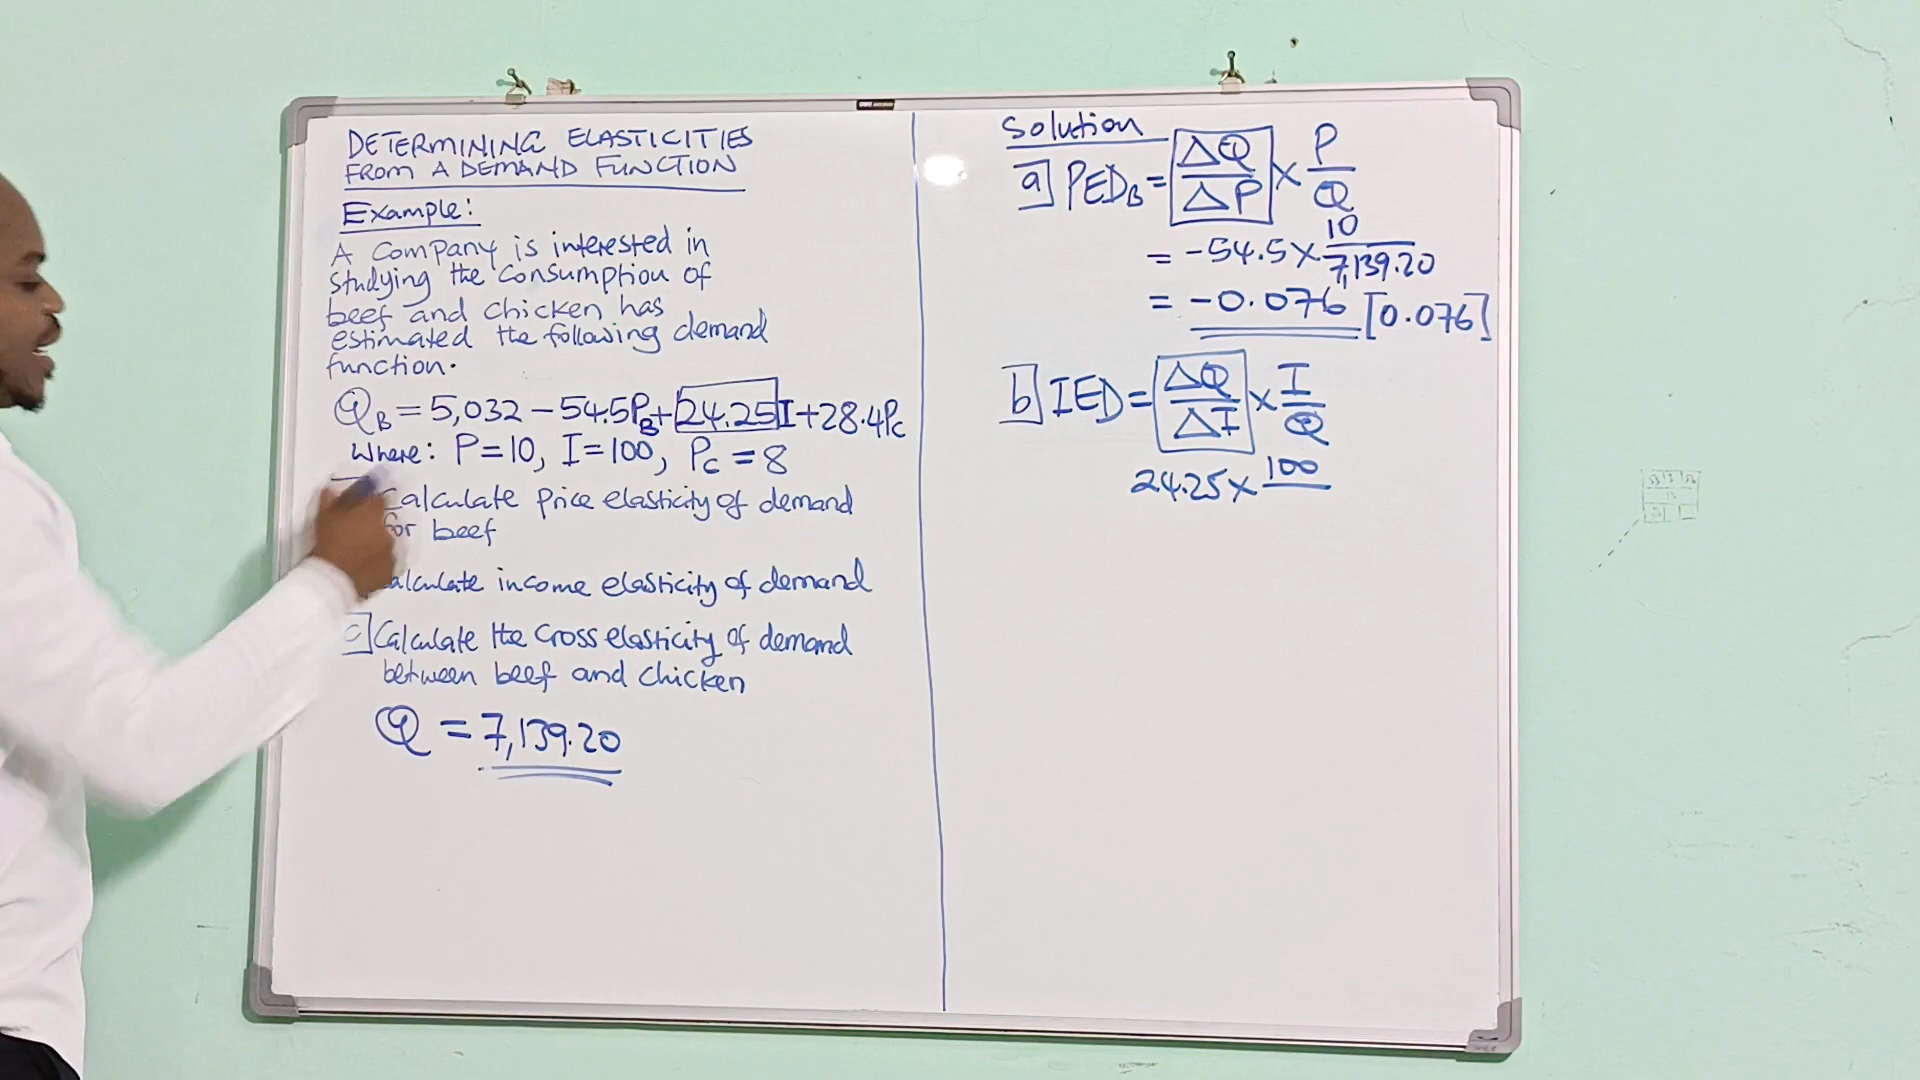 DETERMINING ELASTICITIES
FROM A DEMAND FUNCTION
Example:
A company is interested in
studying the consumption of
beef and chicken has
estimated the following demand
function.
Q_B = 5,032 - 54.5P_B + 24.25I + 28.4P_C
Where: P = 10, I = 100, P_C = 8
Calculate price elasticity of demand
for beef
alculate income elasticity of demand
c] Calculate the cross elasticity of demand
between beef and chicken
Q = 7,139.20
Solution
a] PED_B = ΔQ/ΔP × P/Q
= -54.5 × 10/7,139.20
= -0.076 [0.076]
b] IED = ΔQ/ΔI × I/Q
24.25 × 100